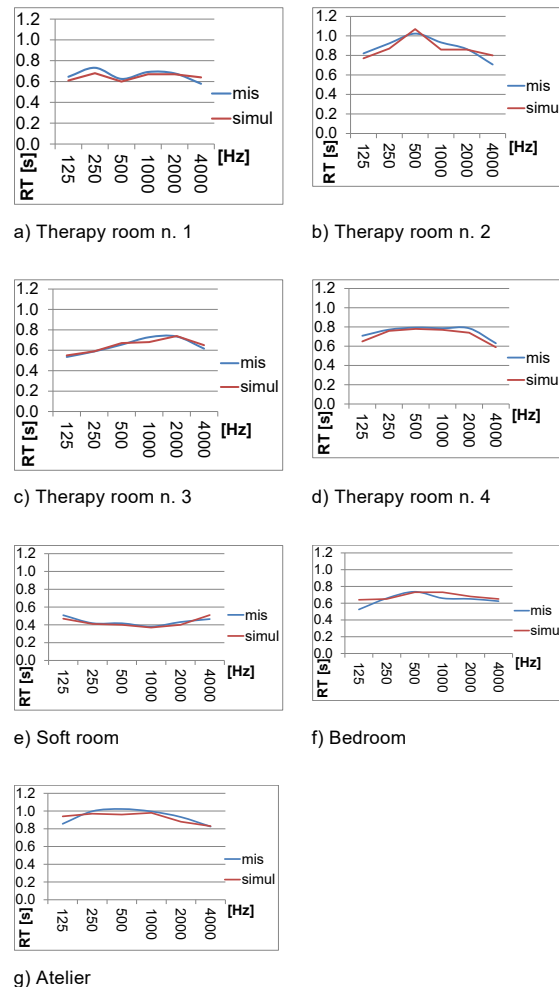 1.2
1.0
0.8
0.6
0.4
0.2
0.0
RT [s]
125
250
500
1000
2000
4000
[Hz]
mis
simul
a) Therapy room n. 1
1.2
1.0
0.8
0.6
0.4
0.2
0.0
RT [s]
125
250
500
1000
2000
4000
[Hz]
mis
simul
b) Therapy room n. 2
1.2
1.0
0.8
0.6
0.4
0.2
0.0
RT [s]
125
250
500
1000
2000
4000
[Hz]
mis
simul
c) Therapy room n. 3
1.2
1.0
0.8
0.6
0.4
0.2
0.0
RT [s]
125
250
500
1000
2000
4000
[Hz]
mis
simul
d) Therapy room n. 4
1.2
1.0
0.8
0.6
0.4
0.2
0.0
RT [s]
125
250
500
1000
2000
4000
[Hz]
mis
simul
e) Soft room
1.2
1.0
0.8
0.6
0.4
0.2
0.0
RT [s]
125
250
500
1000
2000
4000
[Hz]
mis
simul
f) Bedroom
1.2
1.0
0.8
0.6
0.4
0.2
0.0
RT [s]
125
250
500
1000
2000
4000
[Hz]
mis
simul
g) Atelier